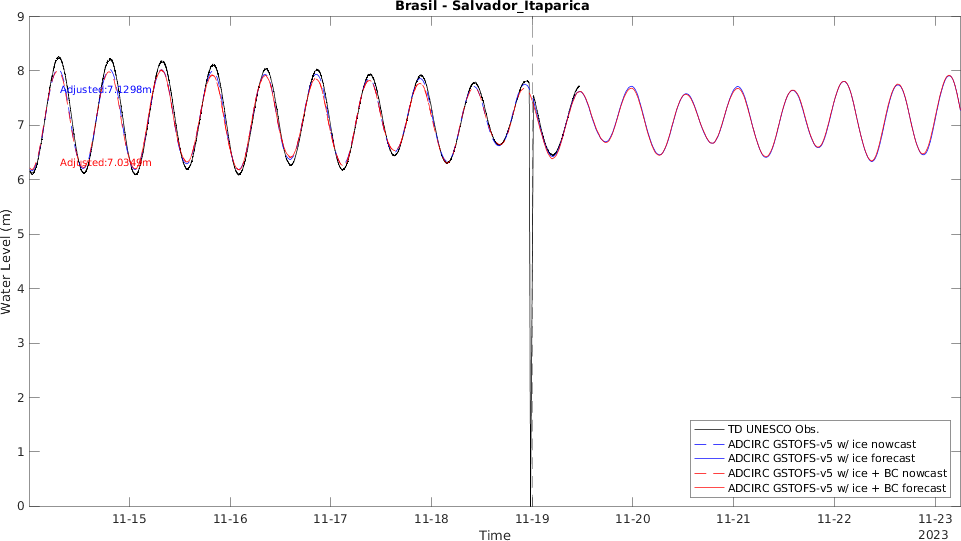 Brasil - Salvador_Itaparica
9
8
7
6
5
4
3
2
1
0
Water Level (m)
Adjusted:7.1298m
Adjusted:7.0349m
TD UNESCO Obs.
ADCIRC GSTOFS-v5 w/ ice nowcast
ADCIRC GSTOFS-v5 w/ ice forecast
ADCIRC GSTOFS-v5 w/ ice + BC nowcast
ADCIRC GSTOFS-v5 w/ ice + BC forecast
11-15 11-16 11-17 11-18 11-19 11-20 11-21 11-22 11-23
Time
2023